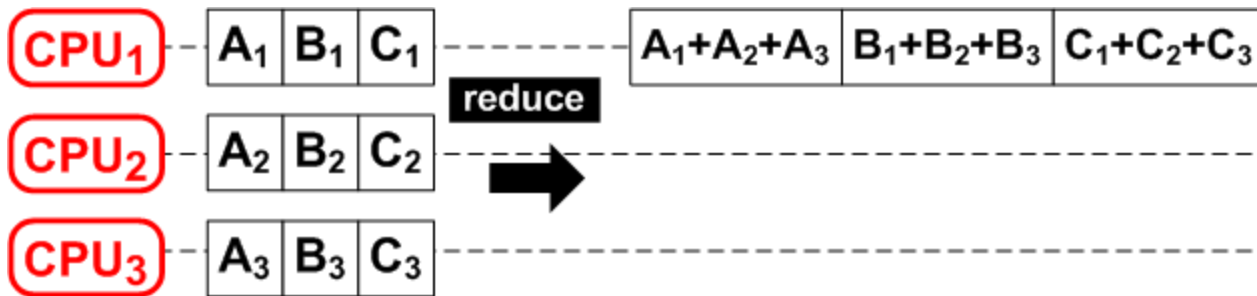 CPU₁ A₁ B₁ C₁ A₁+A₂+A₃ B₁+B₂+B₃ C₁+C₂+C₃
reduce
CPU₂ A₂ B₂ C₂
CPU₃ A₃ B₃ C₃